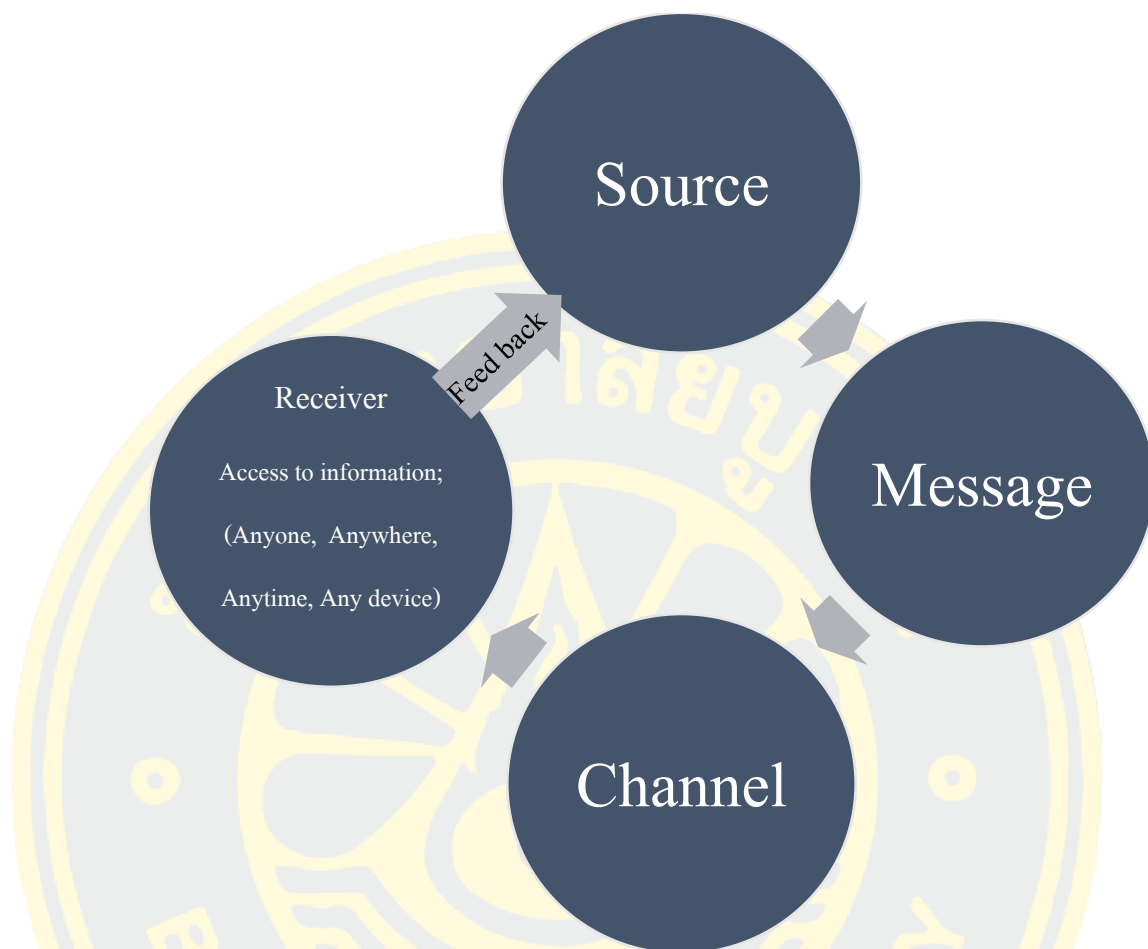 Source
Feed back
Receiver
Access to information;
(Anyone, Anywhere,
Anytime, Any device)
Message
Channel